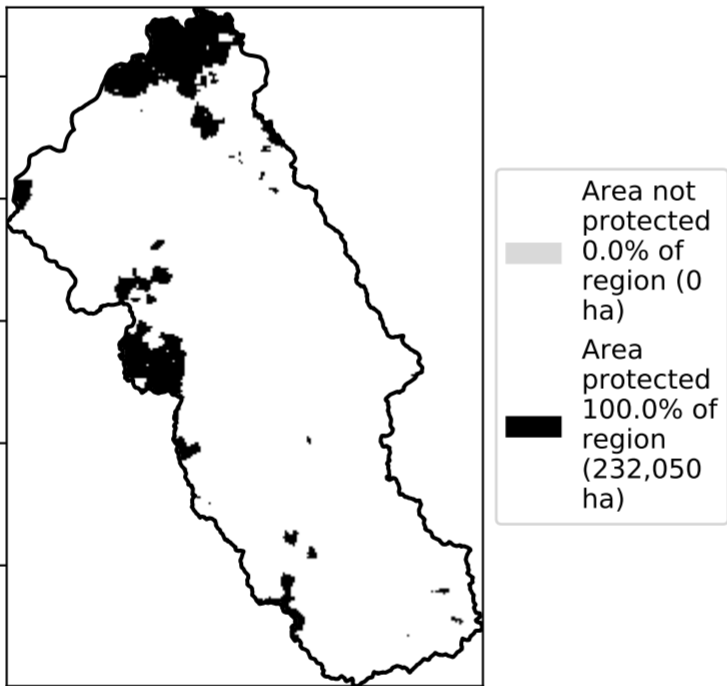 Area not
protected
0.0% of
region (0
ha)
Area
protected
100.0% of
region
(232,050
ha)